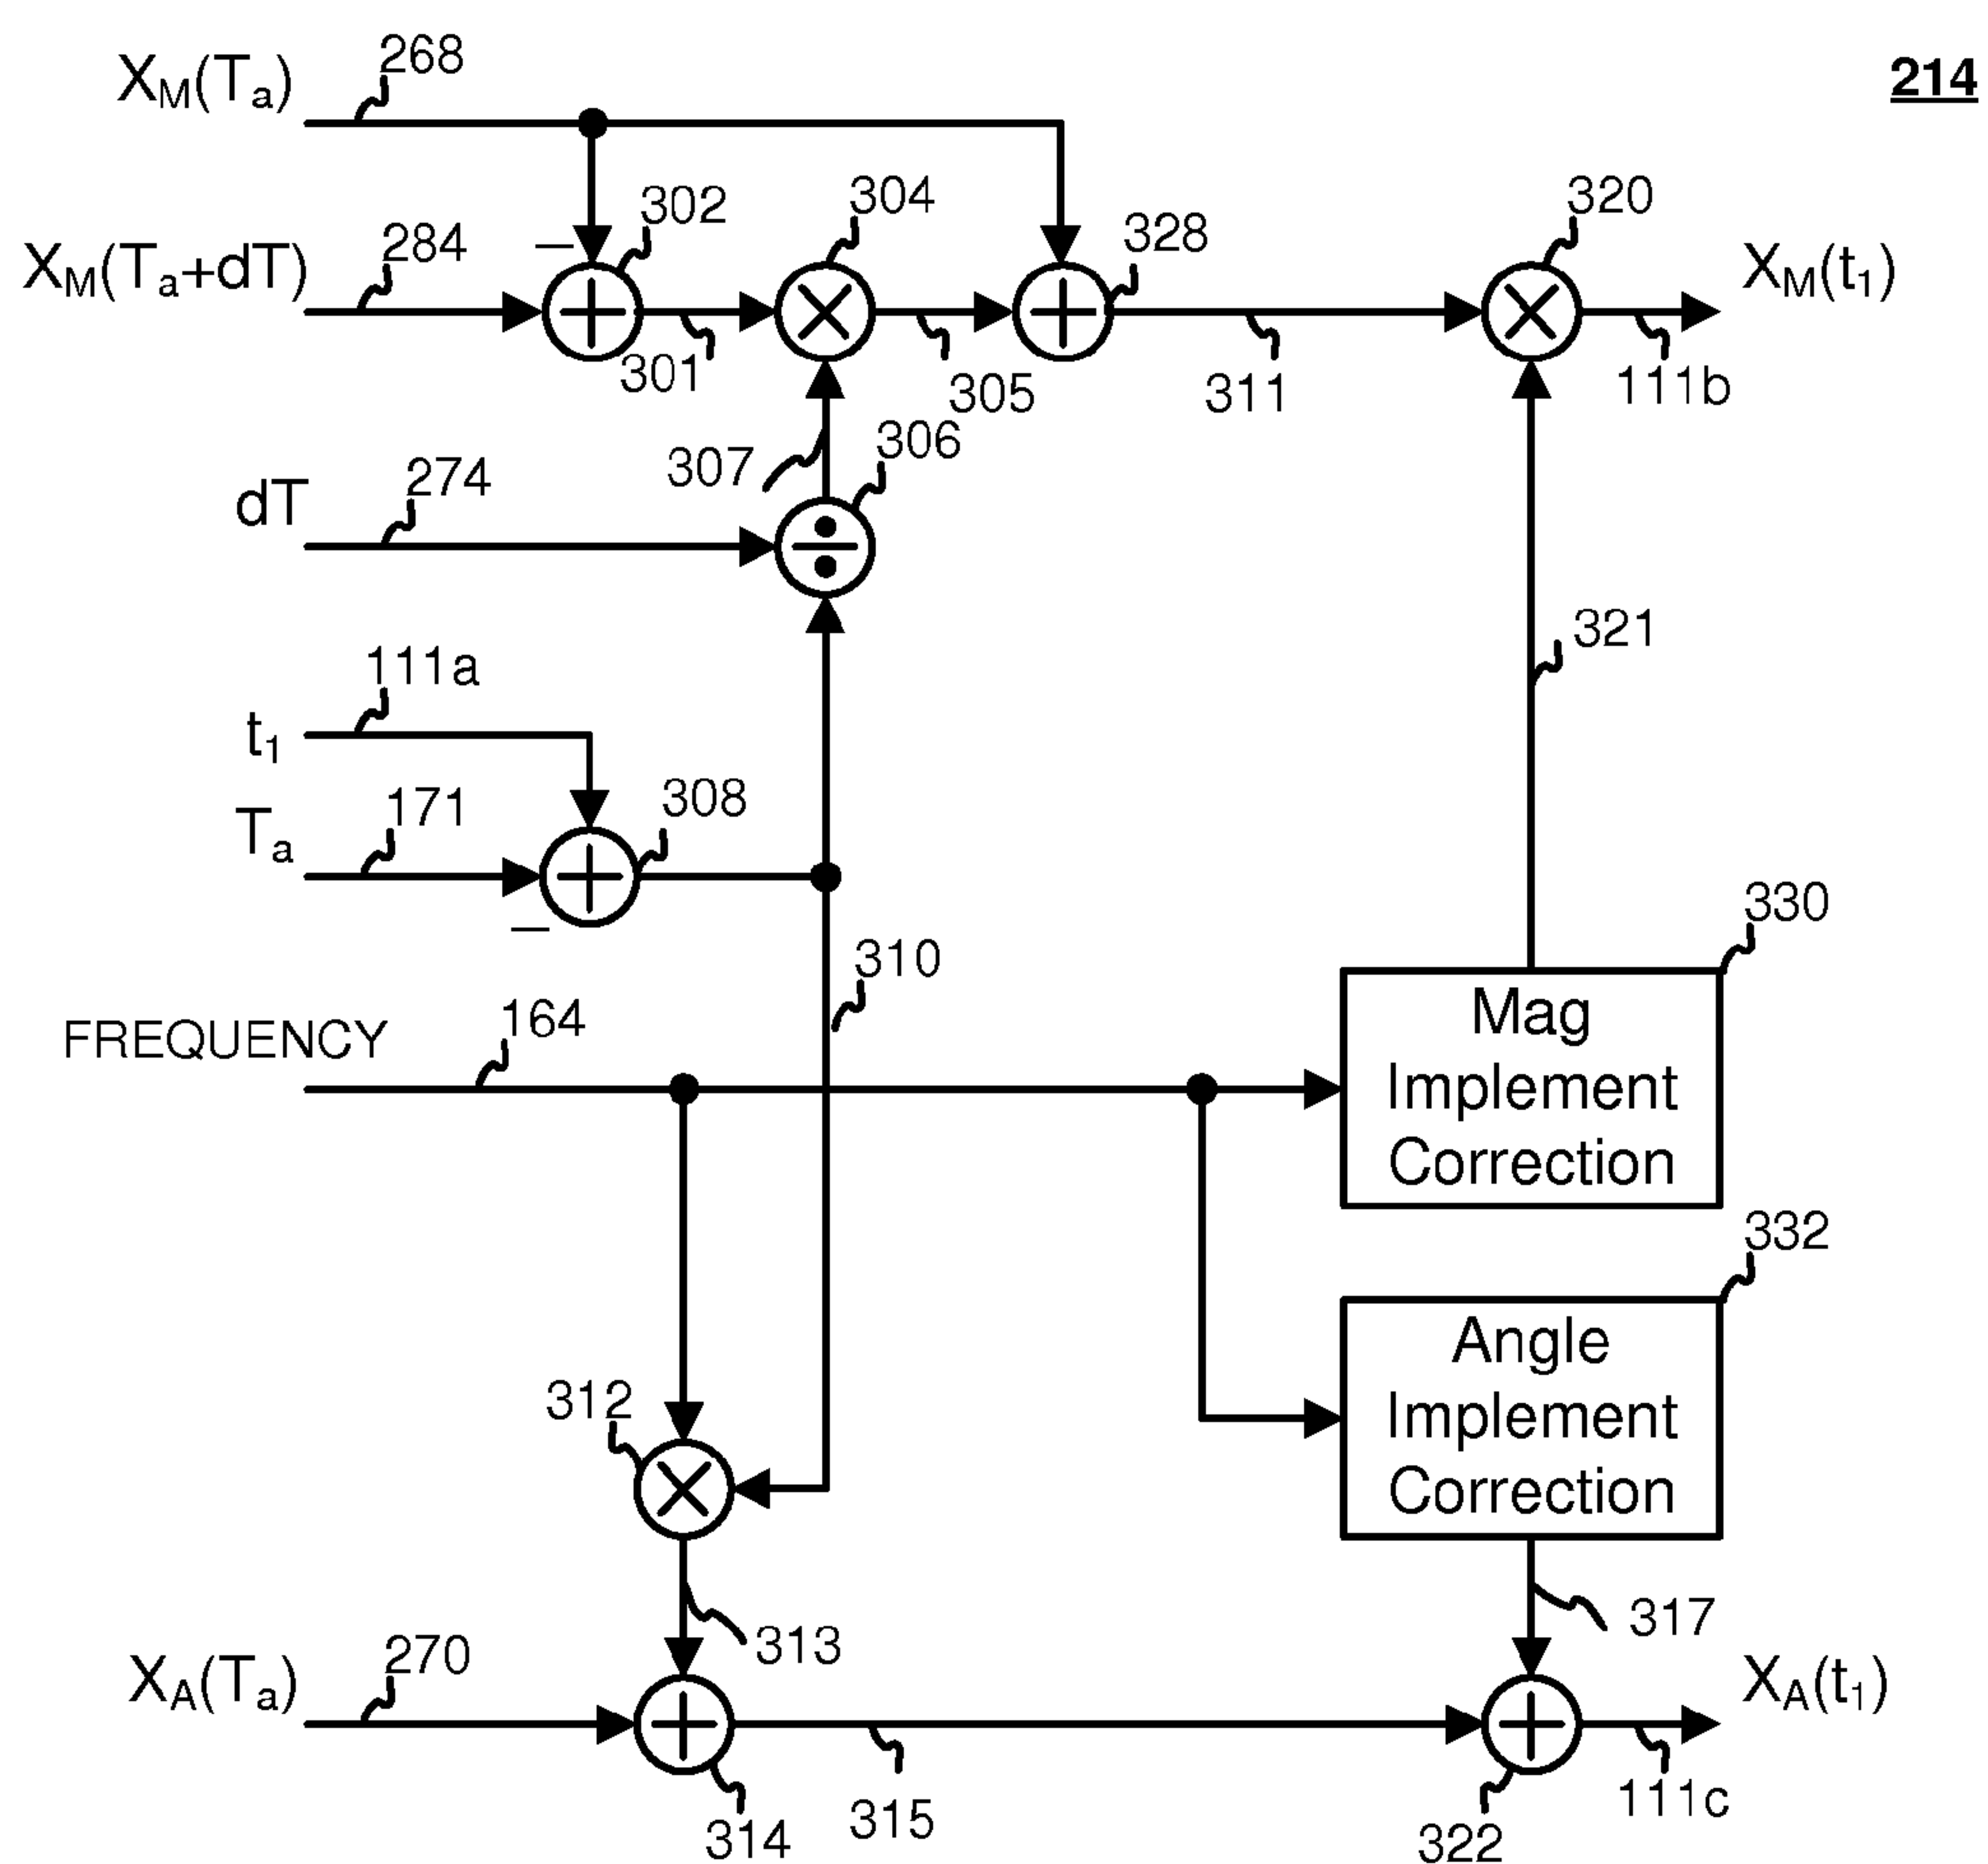 268
X_M(T_a)
214
302
304
320
284
328
X_M(T_a+dT)
X_M(t_1)
−
301
305
311
111b
307
306
274
dT
111a
321
t_1
171
308
T_a
−
330
310
164
FREQUENCY
Mag
Implement
Correction
332
Angle
Implement
Correction
312
317
313
270
X_A(T_a)
X_A(t_1)
314
315
322
111c